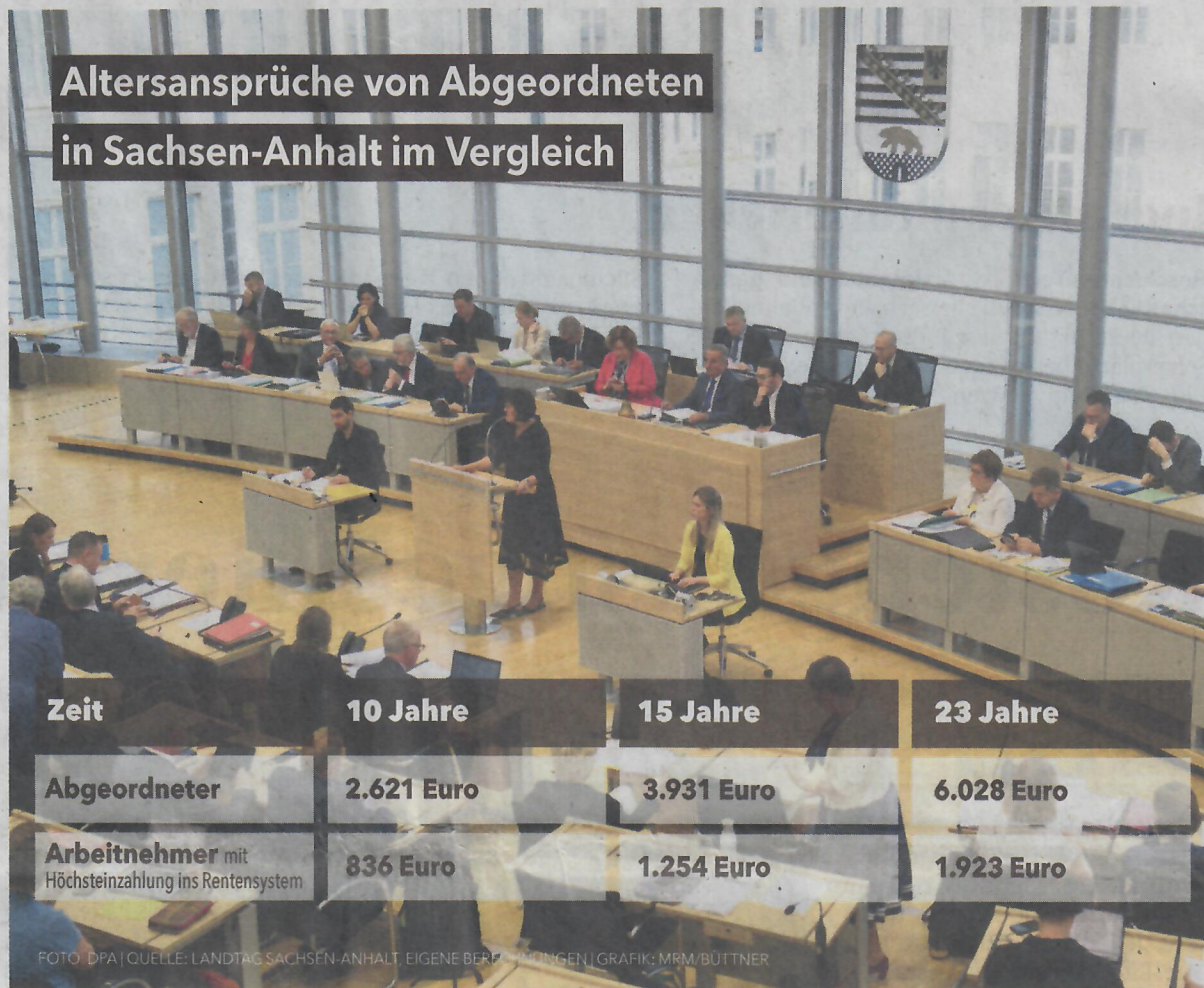 Altersansprüche von Abgeordneten
in Sachsen-Anhalt im Vergleich
Zeit 10 Jahre 15 Jahre 23 Jahre
Abgeordneter 2.621 Euro 3.931 Euro 6.028 Euro
Arbeitnehmer mit
Höchsteinzahlung ins Rentensystem 836 Euro 1.254 Euro 1.923 Euro
FOTO: DPA | QUELLE: LANDTAG SACHSEN-ANHALT, EIGENE BERECHNUNGEN | GRAFIK: MRM/BÜTTNER